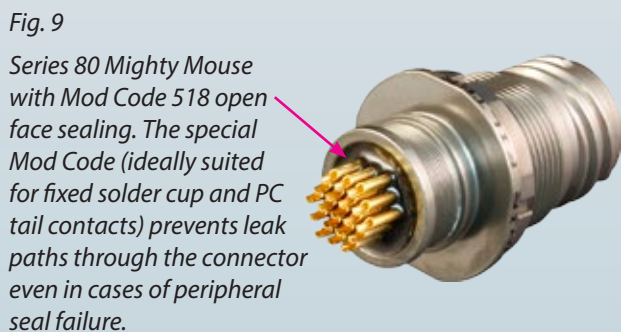 Fig. 9
Series 80 Mighty Mouse
with Mod Code 518 open
face sealing. The special
Mod Code (ideally suited
for fixed solder cup and PC
tail contacts) prevents leak
paths through the connector
even in cases of peripheral
seal failure.